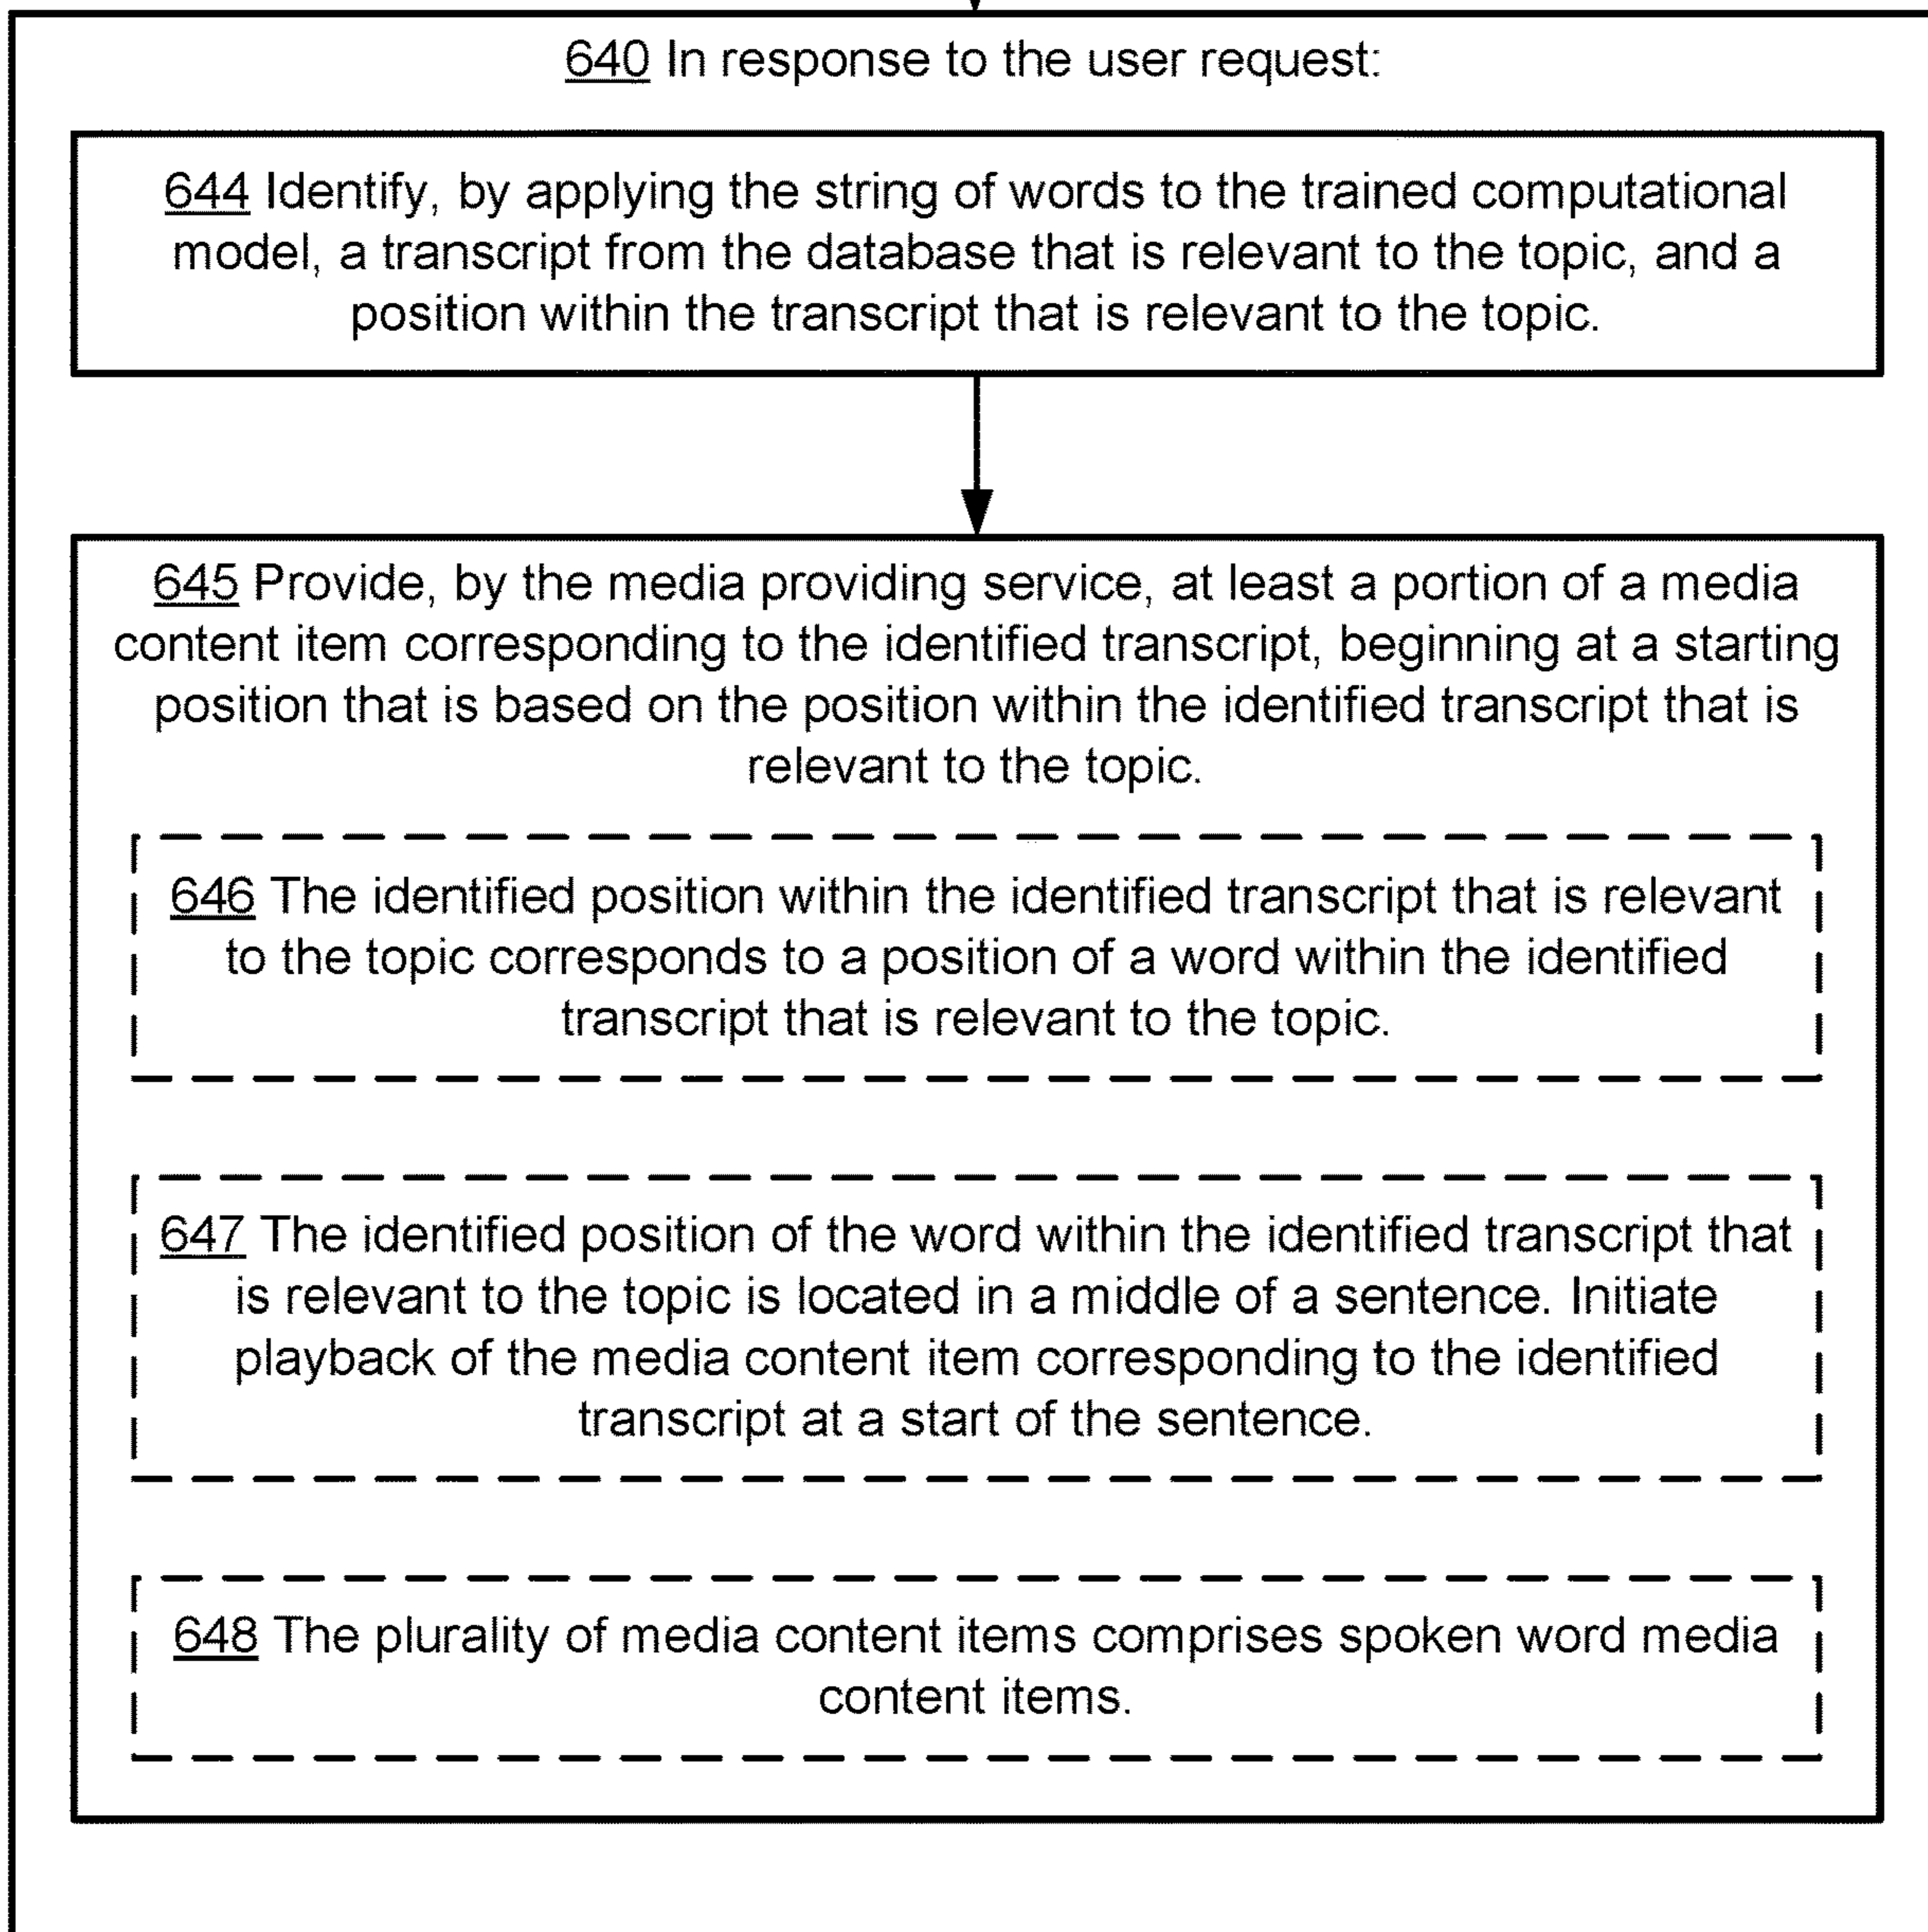 640 In response to the user request:
644 Identify, by applying the string of words to the trained computational
model, a transcript from the database that is relevant to the topic, and a
position within the transcript that is relevant to the topic.
645 Provide, by the media providing service, at least a portion of a media
content item corresponding to the identified transcript, beginning at a starting
position that is based on the position within the identified transcript that is
relevant to the topic.
646 The identified position within the identified transcript that is relevant
to the topic corresponds to a position of a word within the identified
transcript that is relevant to the topic.
647 The identified position of the word within the identified transcript that
is relevant to the topic is located in a middle of a sentence. Initiate
playback of the media content item corresponding to the identified
transcript at a start of the sentence.
648 The plurality of media content items comprises spoken word media
content items.